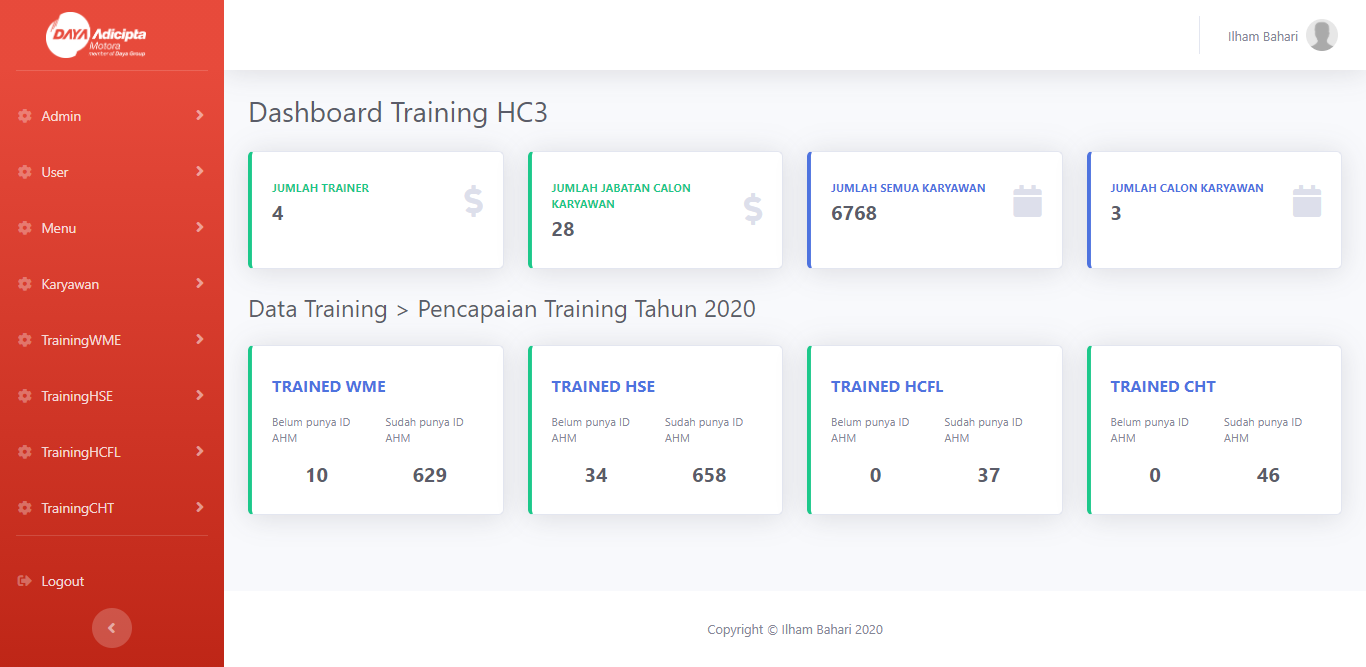 DAYA Adicipta
Motora
member of Daya Group
Admin
User
Menu
Karyawan
TrainingWME
TrainingHSE
TrainingHCFL
TrainingCHT
Logout
Ilham Bahari
Dashboard Training HC3
JUMLAH TRAINER
4
JUMLAH JABATAN CALON
KARYAWAN
28
JUMLAH SEMUA KARYAWAN
6768
JUMLAH CALON KARYAWAN
3
Data Training > Pencapaian Training Tahun 2020
TRAINED WME
Belum punya ID
AHM
Sudah punya ID
AHM
10
629
TRAINED HSE
Belum punya ID
AHM
Sudah punya ID
AHM
34
658
TRAINED HCFL
Belum punya ID
AHM
Sudah punya ID
AHM
0
37
TRAINED CHT
Belum punya ID
AHM
Sudah punya ID
AHM
0
46
Copyright © Ilham Bahari 2020